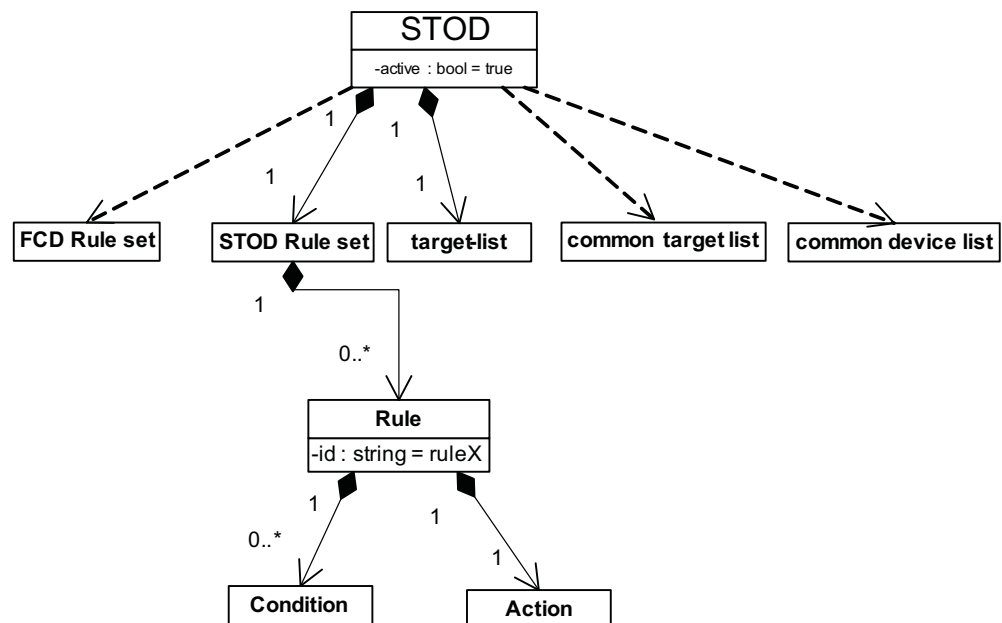 STOD
-active : bool = true
1
1
1
1
FCD Rule set
STOD Rule set
target-list
common target list
common device list
1
0..*
Rule
-id : string = ruleX
1
1
0..*
1
Condition
Action